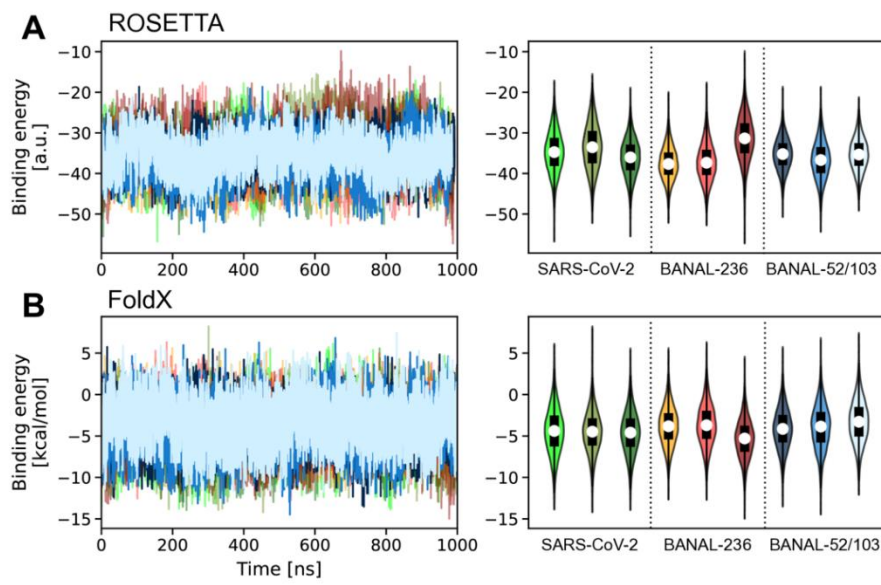 A ROSETTA
Binding energy
[a.u.]
−10
−20
−30
−40
−50
0 200 400 600 800 1000
−10
−20
−30
−40
−50
SARS-CoV-2 BANAL-236 BANAL-52/103
B FoldX
Binding energy
[kcal/mol]
5
0
−5
−10
−15
0 200 400 600 800 1000
Time [ns]
5
0
−5
−10
−15
SARS-CoV-2 BANAL-236 BANAL-52/103